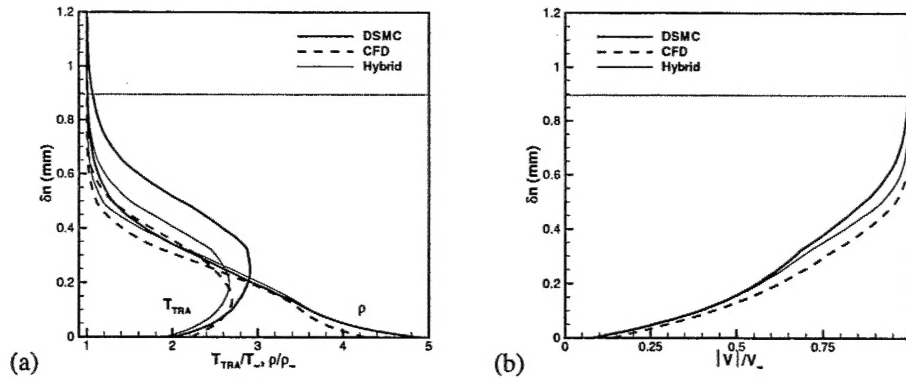 1.2
1
0.8
0.6
0.4
0.2
0
δn (mm)
DSMC
CFD
Hybrid
T_TRA
ρ
1 2 3 4 5
T_TRA/T_∞, ρ/ρ_∞
(a)
1.2
1
0.8
0.6
0.4
0.2
0
δn (mm)
DSMC
CFD
Hybrid
0 0.25 0.5 0.75
|V|/V_∞
(b)